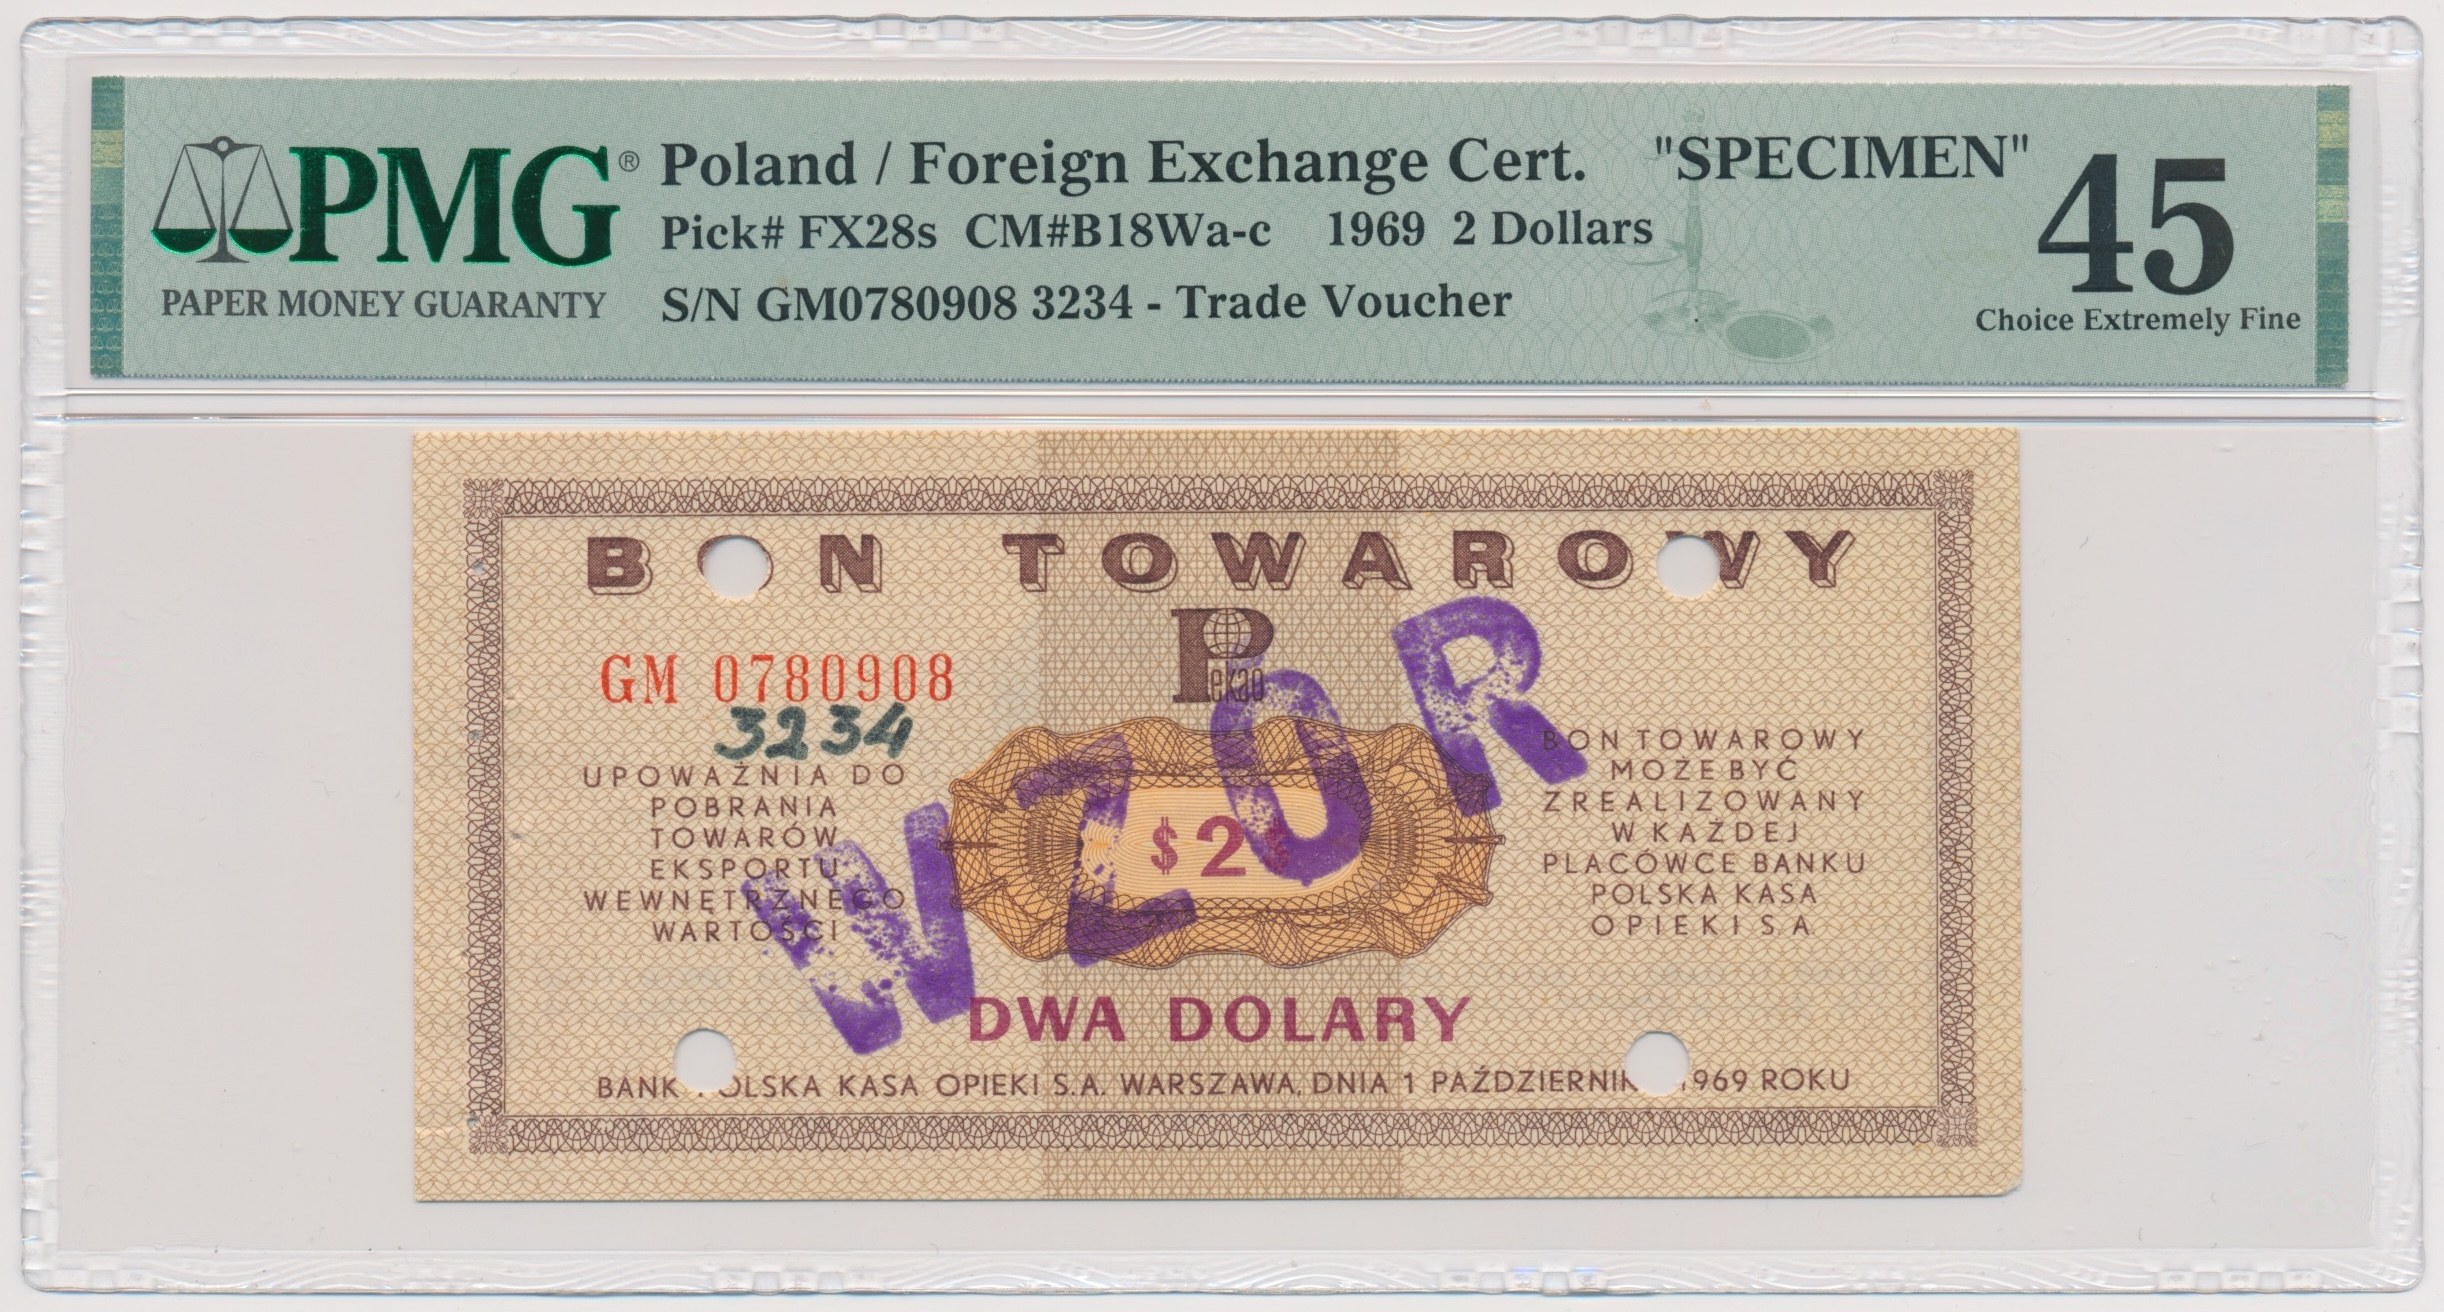 PMG® Poland / Foreign Exchange Cert. "SPECIMEN" 45
Pick# FX28s CM#B18Wa-c 1969 2 Dollars
PAPER MONEY GUARANTY S/N GM0780908 3234 - Trade Voucher Choice Extremely Fine
BON TOWAROWY
Pekao
GM 0780908
3234
UPOWAŻNIA DO
POBRANIA
TOWARÓW
EKSPORTU
WEWNĘTRZNEGO
WARTOŚCI
WZOR
$2$
BON TOWAROWY
MOŻE BYĆ
ZREALIZOWANY
W KAŻDEJ
PLACÓWCE BANKU
POLSKA KASA
OPIEKI S.A.
DWA DOLARY
BANK POLSKA KASA OPIEKI S.A. WARSZAWA, DNIA 1 PAŹDZIERNIKA 1969 ROKU